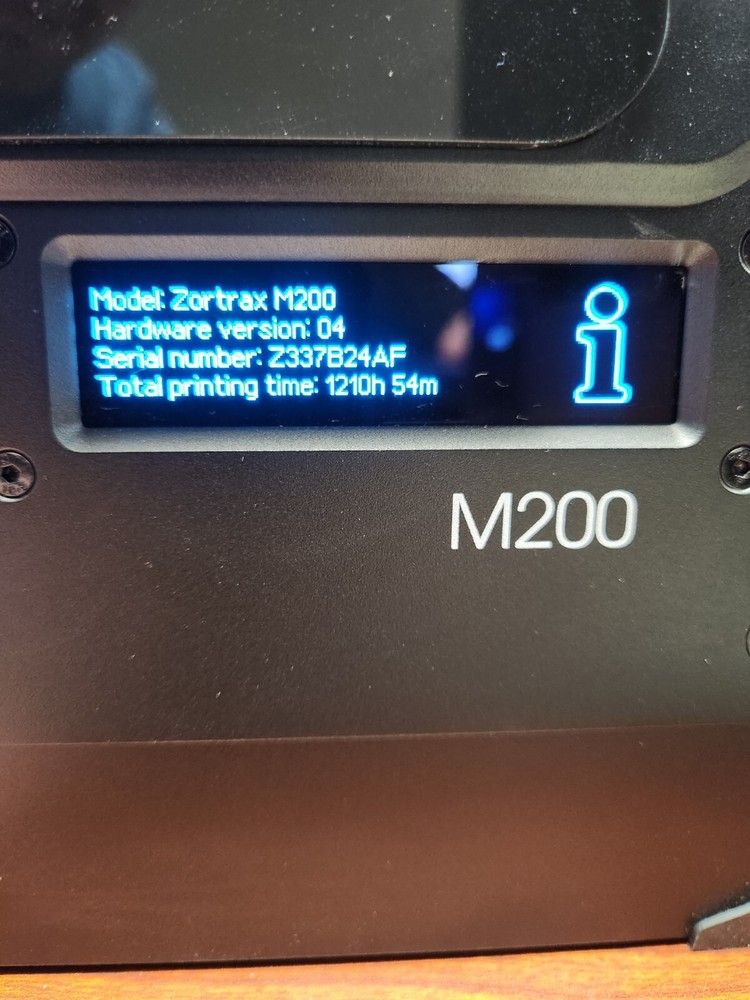 Model: Zortrax M200
Hardware version: 04
Serial number: Z337B24AF
Total printing time: 1210h 54m
M200